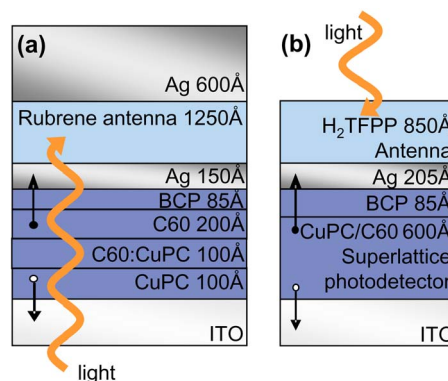 (a)
Ag 600Å
Rubrene antenna 1250Å
Ag 150Å
BCP 85Å
C60 200Å
C60:CuPC 100Å
CuPC 100Å
ITO
light
(b)
light
H₂TFPP 850Å
Antenna
Ag 205Å
BCP 85Å
CuPC/C60 600Å
Superlattice
photodetector
ITO